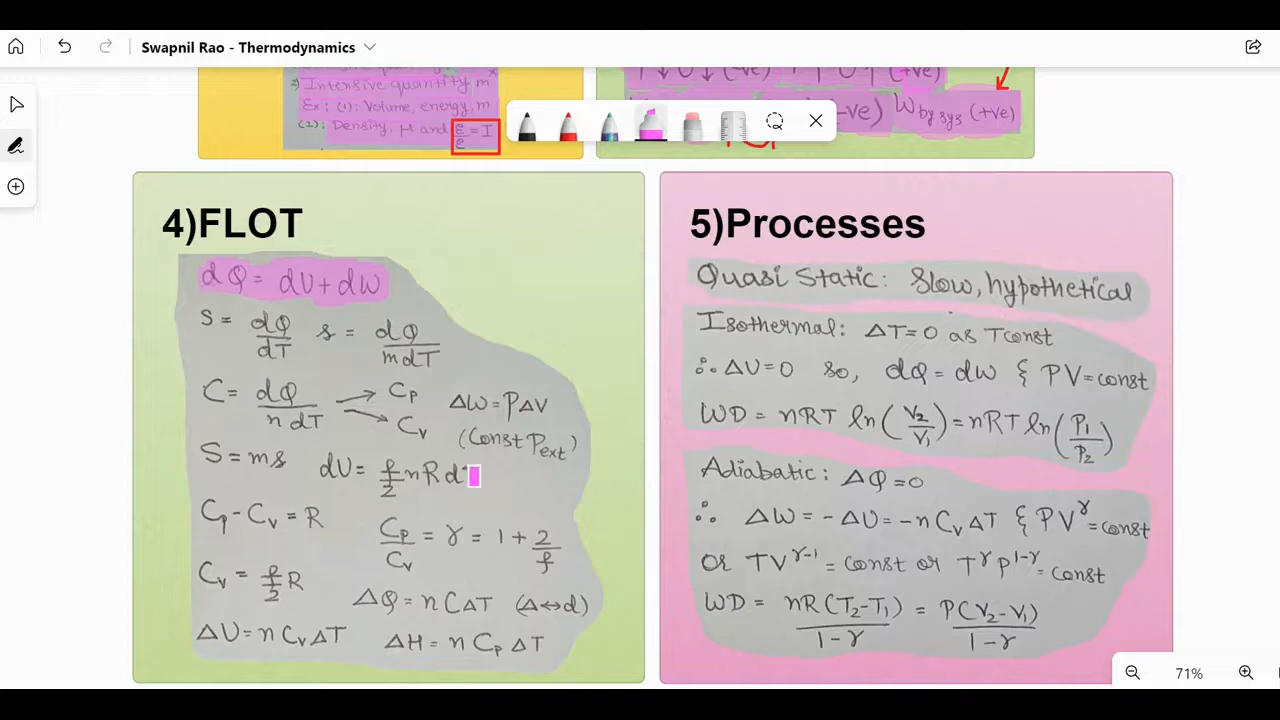 Swapnil Rao - Thermodynamics
2) Intensive quantity m
Ex: (1): Volume, energy, m
(2): Density, μ and E/e = I
-ve) W by sys (+ve)
4)FLOT
dQ = dU + dW
S = dQ/dT s = dQ/mdT
C = dQ/ndT → Cp
→ Cv
ΔW = PΔV
(Const Pext)
S = ms dU = f/2 nR d
Cp - Cv = R
Cp/Cv = γ = 1 + 2/f
Cv = f/2 R
ΔQ = nCΔT (Δ↔d)
ΔU = nCvΔT ΔH = nCpΔT
5)Processes
Quasi Static: Slow, hypothetical
Isothermal: ΔT=0 as T const
∴ ΔU=0 so, dQ = dW & PV = const
WD = nRT ln(V2/V1) = nRT ln(P1/P2)
Adiabatic: ΔQ=0
∴ ΔW = -ΔU = -nCvΔT & PV^γ = const
or TV^γ-1 = const or T^γ P^1-γ = const
WD = nR(T2-T1)/1-γ = P(V2-V1)/1-γ
71%